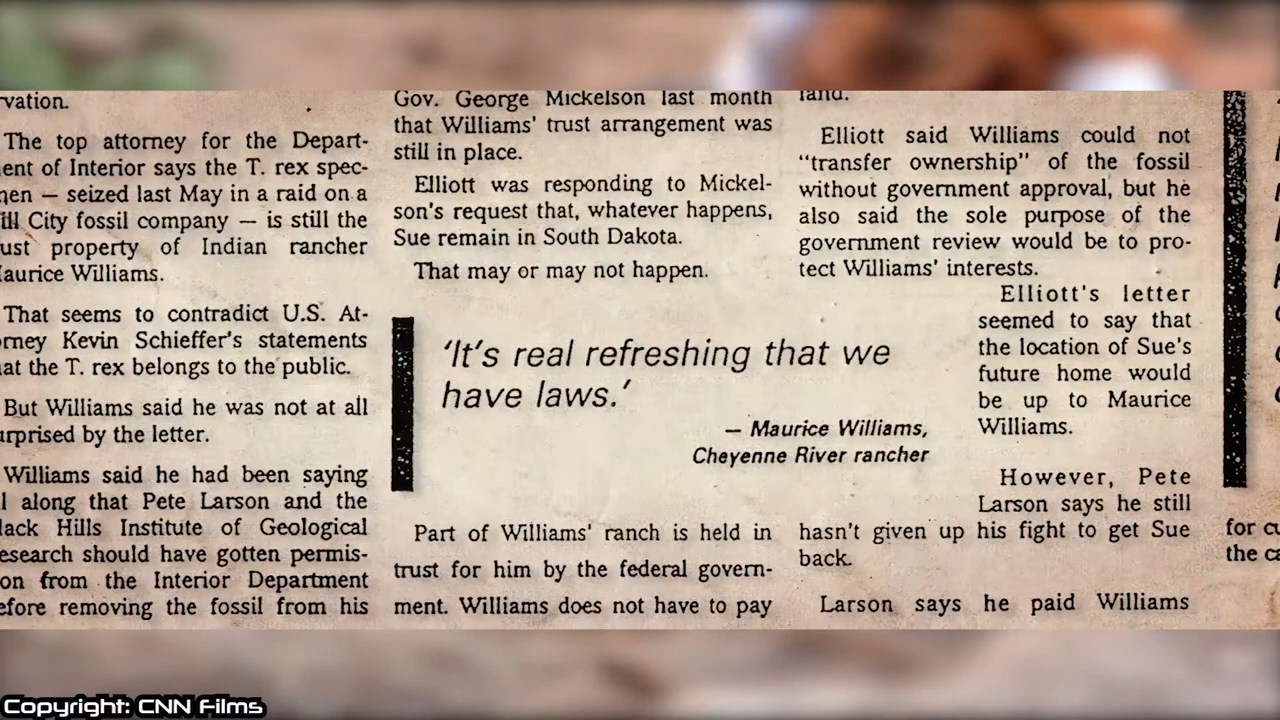 rvation.
The top attorney for the Depart-
ent of Interior says the T. rex spec-
men — seized last May in a raid on a
ill City fossil company — is still the
ust property of Indian rancher
aurice Williams.
That seems to contradict U.S. At-
orney Kevin Schieffer's statements
at the T. rex belongs to the public.
But Williams said he was not at all
urprised by the letter.
Williams said he had been saying
l along that Pete Larson and the
lack Hills Institute of Geological
esearch should have gotten permis-
on from the Interior Department
efore removing the fossil from his
Gov. George Mickelson last month
that Williams' trust arrangement was
still in place.
Elliott was responding to Mickel-
son's request that, whatever happens,
Sue remain in South Dakota.
That may or may not happen.
'It's real refreshing that we
have laws.'
— Maurice Williams,
Cheyenne River rancher
Part of Williams' ranch is held in
trust for him by the federal govern-
ment. Williams does not have to pay
land.
Elliott said Williams could not
"transfer ownership" of the fossil
without government approval, but he
also said the sole purpose of the
government review would be to pro-
tect Williams' interests.
Elliott's letter
seemed to say that
the location of Sue's
future home would
be up to Maurice
Williams.
However, Pete
Larson says he still
hasn't given up his fight to get Sue
back.
Larson says he paid Williams
for cu
the ca
Copyright: CNN Films